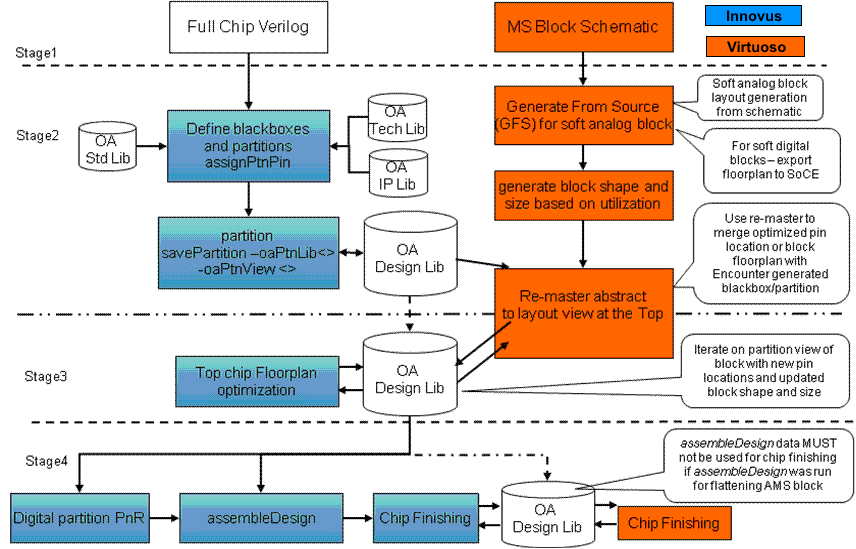 Full Chip Verilog
MS Block Schematic
Innovus
Virtuoso
Stage1
Soft analog block
layout generation
from schematic
Generate From Source
(GFS) for soft analog block
Stage2
OA
Std Lib
Define blackboxes
and partitions
assignPtnPin
OA
Tech Lib
OA
IP Lib
For soft digital
blocks – export
floorplan to SoCE
generate block shape and
size based on utilization
partition
savePartition –oaPtnLib<>
-oaPtnView <>
OA
Design Lib
Use re-master to
merge optimized pin
location or block
floorplan with
Encounter generated
blackbox/partition
Re-master abstract
to layout view at the Top
Stage3
Top chip Floorplan
optimization
OA
Design Lib
Iterate on partition view of
block with new pin
locations and updated
block shape and size
Stage4
assembleDesign data MUST
not be used for chip finishing
if assembleDesign was run
for flattening AMS block
Digital partition PnR
assembleDesign
Chip Finishing
OA
Design Lib
Chip Finishing